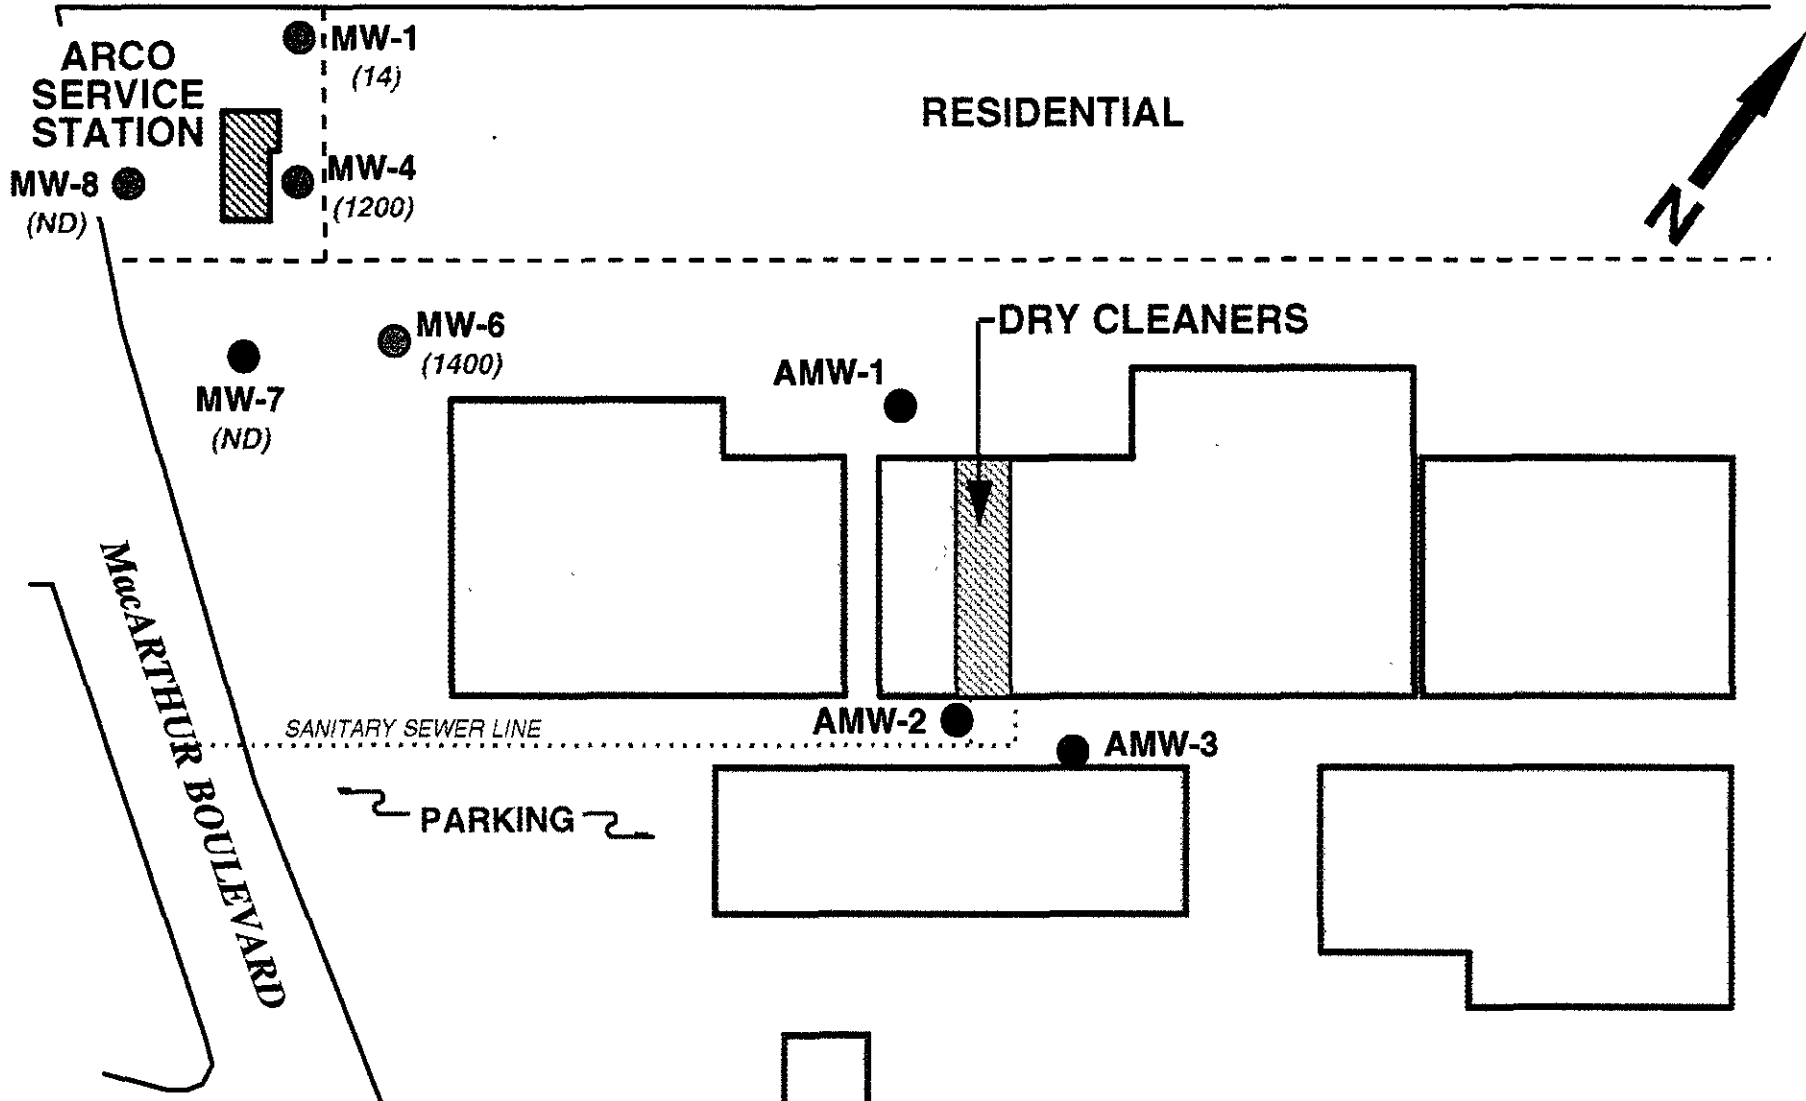 ARCO
SERVICE
STATION
MW-1
(14)
RESIDENTIAL
MW-8
(ND)
MW-4
(1200)
N
MW-6
(1400)
DRY CLEANERS
MW-7
(ND)
AMW-1
MacARTHUR BOULEVARD
SANITARY SEWER LINE
AMW-2
AMW-3
PARKING